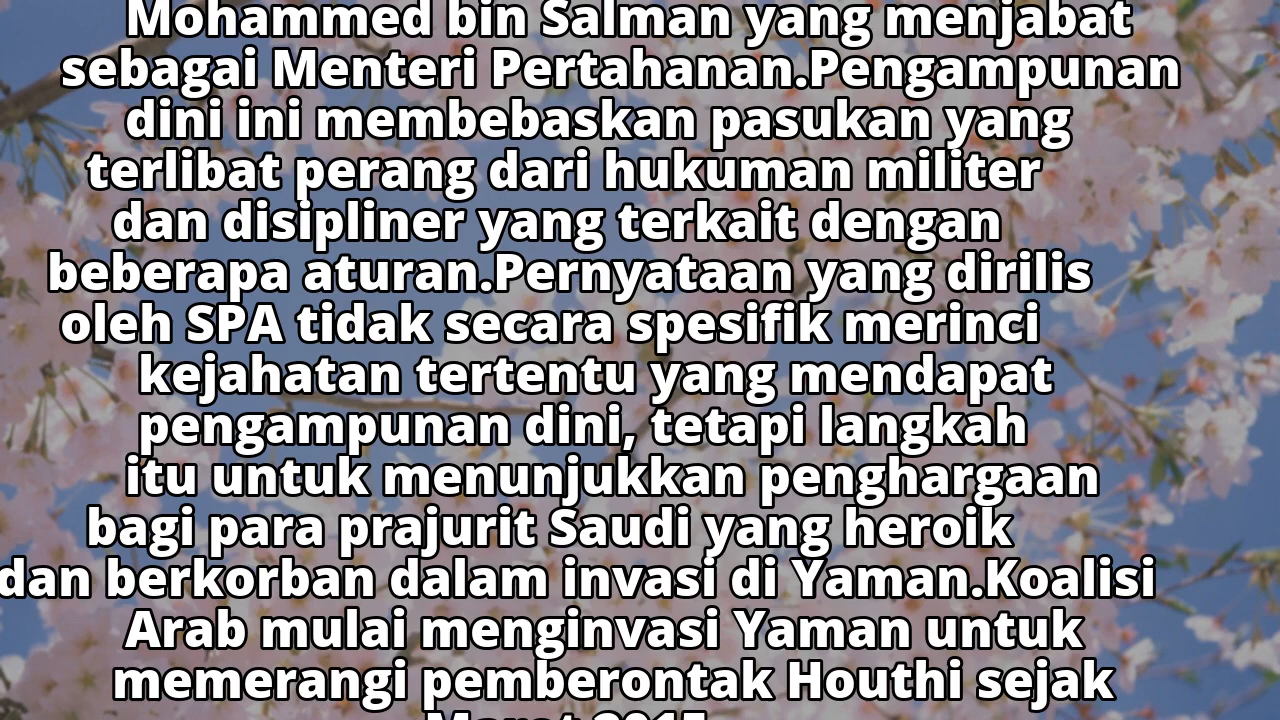 Mohammed bin Salman yang menjabat
sebagai Menteri Pertahanan.Pengampunan
dini ini membebaskan pasukan yang
terlibat perang dari hukuman militer
dan disipliner yang terkait dengan
beberapa aturan.Pernyataan yang dirilis
oleh SPA tidak secara spesifik merinci
kejahatan tertentu yang mendapat
pengampunan dini, tetapi langkah
itu untuk menunjukkan penghargaan
bagi para prajurit Saudi yang heroik
dan berkorban dalam invasi di Yaman.Koalisi
Arab mulai menginvasi Yaman untuk
memerangi pemberontak Houthi sejak
Maret 2015